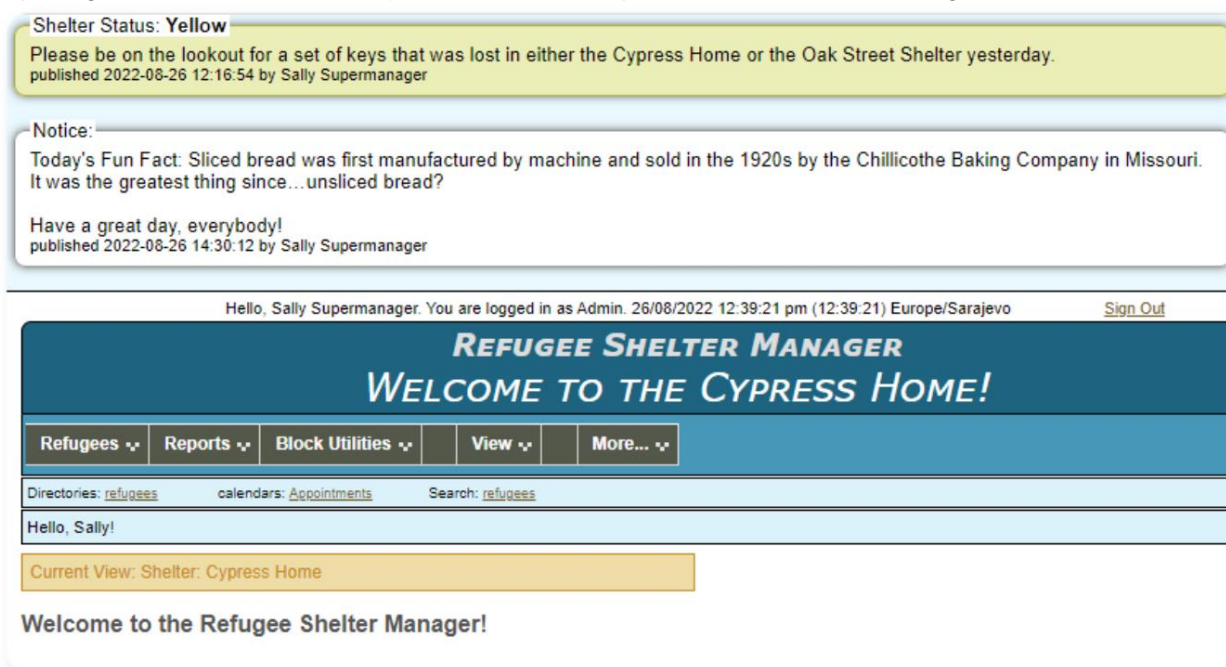 Shelter Status: Yellow
Please be on the lookout for a set of keys that was lost in either the Cypress Home or the Oak Street Shelter yesterday.
published 2022-08-26 12:16:54 by Sally Supermanager
Notice:
Today's Fun Fact: Sliced bread was first manufactured by machine and sold in the 1920s by the Chillicothe Baking Company in Missouri.
It was the greatest thing since...unsliced bread?
Have a great day, everybody!
published 2022-08-26 14:30:12 by Sally Supermanager
Hello, Sally Supermanager. You are logged in as Admin. 26/08/2022 12:39:21 pm (12:39:21) Europe/Sarajevo Sign Out
Refugee Shelter Manager
Welcome to the Cypress Home!
Refugees Reports Block Utilities View More...
Directories: refugees calendars: Appointments Search: refugees
Hello, Sally!
Current View: Shelter: Cypress Home
Welcome to the Refugee Shelter Manager!